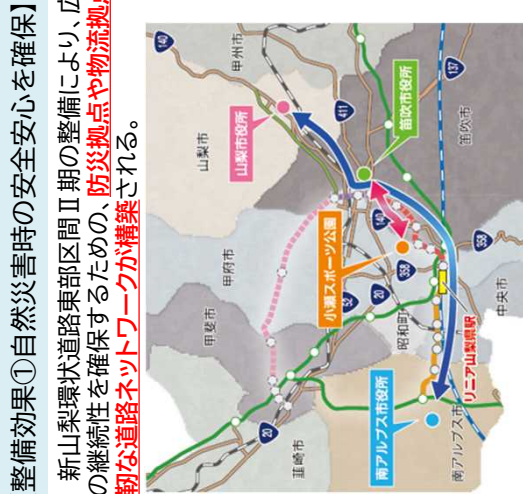 整備効果①自然災害時の安全安心を確保】
新山梨環状道路東部区間Ⅱ期の整備により、広
の継続性を確保するための、防災拠点や物流拠点
靭な道路ネットワークが構築される。
140
甲州市
山梨市
411
137
山梨市役所
笛吹市役所
笛吹市
甲府市
140
小瀬スポーツ公園
358
358
甲斐市
52
20
昭和町
中央市
リニア山梨県駅
20
韮崎市
南アルプス市役所
南アルプス市